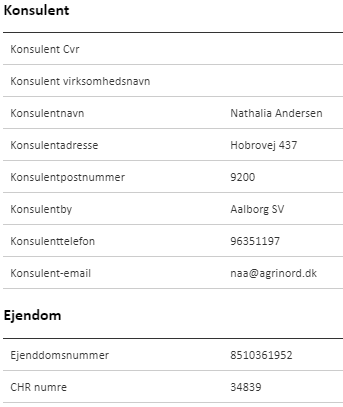 Konsulent
Konsulent Cvr
Konsulent virksomhedsnavn
Konsulentnavn Nathalia Andersen
Konsulentadresse Hobrovej 437
Konsulentpostnummer 9200
Konsulentby Aalborg SV
Konsulenttelefon 96351197
Konsulent-email naa@agrinord.dk
Ejendom
Ejenddomsnummer 8510361952
CHR numre 34839